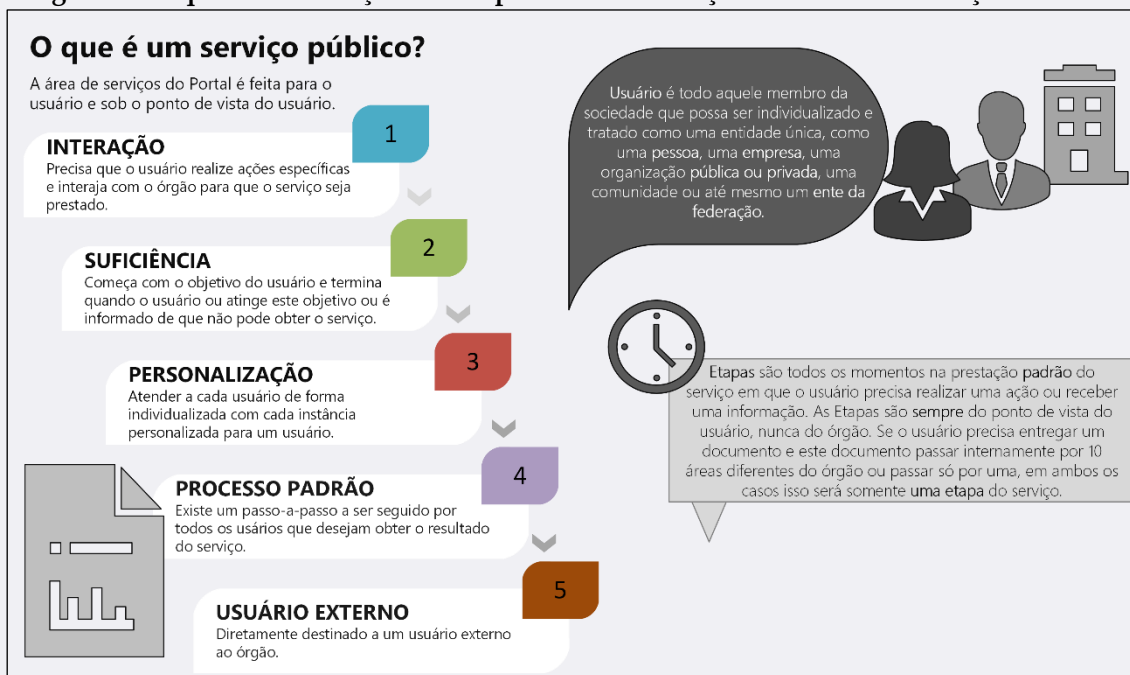 O que é um serviço público?
A área de serviços do Portal é feita para o
usuário e sob o ponto de vista do usuário.
1
INTERAÇÃO
Precisa que o usuário realize ações específicas
e interaja com o órgão para que o serviço seja
prestado.
2
SUFICIÊNCIA
Começa com o objetivo do usuário e termina
quando o usuário ou atinge este objetivo ou é
informado de que não pode obter o serviço.
3
PERSONALIZAÇÃO
Atender a cada usuário de forma
individualizada com cada instância
personalizada para um usuário.
4
PROCESSO PADRÃO
Existe um passo-a-passo a ser seguido por
todos os usários que desejam obter o resultado
do serviço.
5
USUÁRIO EXTERNO
Diretamente destinado a um usuário externo
ao órgão.
Usuário é todo aquele membro da
sociedade que possa ser individualizado e
tratado como uma entidade única, como
uma pessoa, uma empresa, uma
organização pública ou privada, uma
comunidade ou até mesmo um ente da
federação.
Etapas são todos os momentos na prestação padrão do
serviço em que o usuário precisa realizar uma ação ou receber
uma informação. As Etapas são sempre do ponto de vista do
usuário, nunca do órgão. Se o usuário precisa entregar um
documento e este documento passar internamente por 10
áreas diferentes do órgão ou passar só por uma, em ambos os
casos isso será somente uma etapa do serviço.